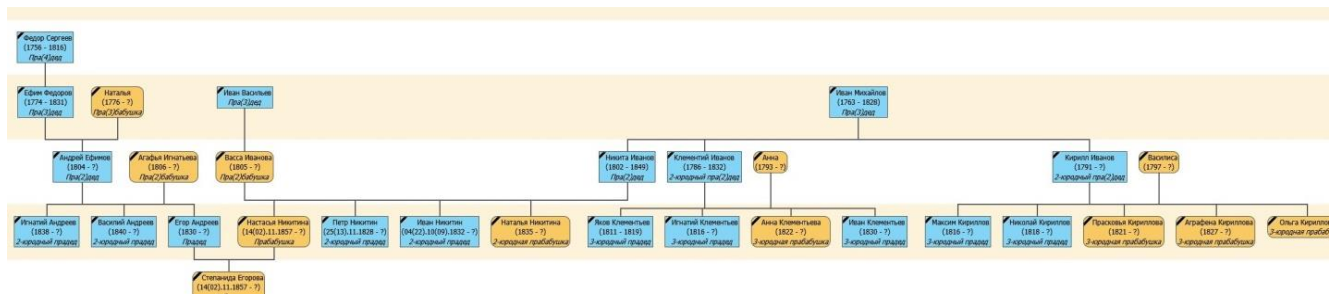 Федор Сергеев
(1756 - 1816)
Пра(4)дед
Ефим Федоров
(1774 - 1831)
Пра(3)дед
Наталья
(1776 - ?)
Пра(3)бабушка
Иван Васильев
Пра(3)дед
Иван Михайлов
(1763 - 1828)
Пра(3)дед
Андрей Ефимов
(1804 - ?)
Пра(2)дед
Агафья Игнатьева
(1806 - ?)
Пра(2)бабушка
Васса Иванова
(1805 - ?)
Пра(2)бабушка
Никита Иванов
(1802 - 1849)
Пра(2)дед
Клементий Иванов
(1786 - 1832)
2-юродный пра(2)дед
Анна
(1793 - ?)
Кирилл Иванов
(1791 - ?)
2-юродный пра(2)дед
Василиса
(1797 - ?)
Игнатий Андреев
(1838 - ?)
2-юродный прадед
Василий Андреев
(1840 - ?)
2-юродный прадед
Егор Андреев
(1830 - ?)
Прадед
Настасья Никитина
(14(02).11.1857 - ?)
Прабабушка
Петр Никитин
(25(13).11.1828 - ?)
2-юродный прадед
Иван Никитин
(04(22).10(09).1832 - ?)
2-юродный прадед
Наталья Никитина
(1835 - ?)
2-юродная прабабушка
Яков Клементьев
(1811 - 1819)
3-юродный прадед
Игнатий Клементьев
(1816 - ?)
3-юродный прадед
Анна Клементьева
(1822 - ?)
3-юродная прабабушка
Иван Клементьев
(1830 - ?)
3-юродный прадед
Максим Кириллов
(1816 - ?)
3-юродный прадед
Николай Кириллов
(1818 - ?)
3-юродный прадед
Прасковья Кириллова
(1821 - ?)
3-юродная прабабушка
Аграфена Кириллова
(1827 - ?)
3-юродная прабабушка
Ольга Кириллова
3-юродная прабабу
Степанида Егорова
(14(02).11.1857 - ?)